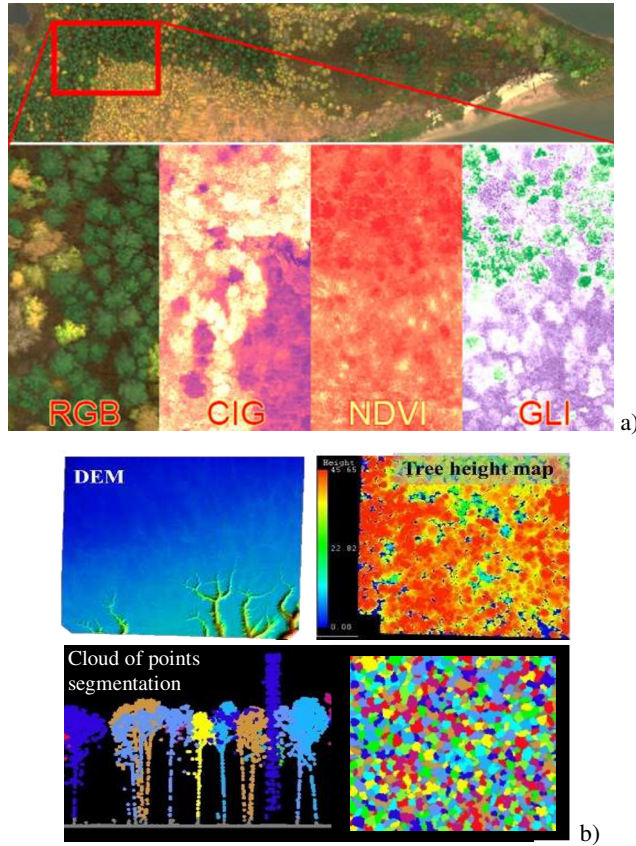 RGB
CIG
NDVI
GLI
a)
DEM
Height
45.65
22.82
0.00
Tree height map
Cloud of points
segmentation
b)